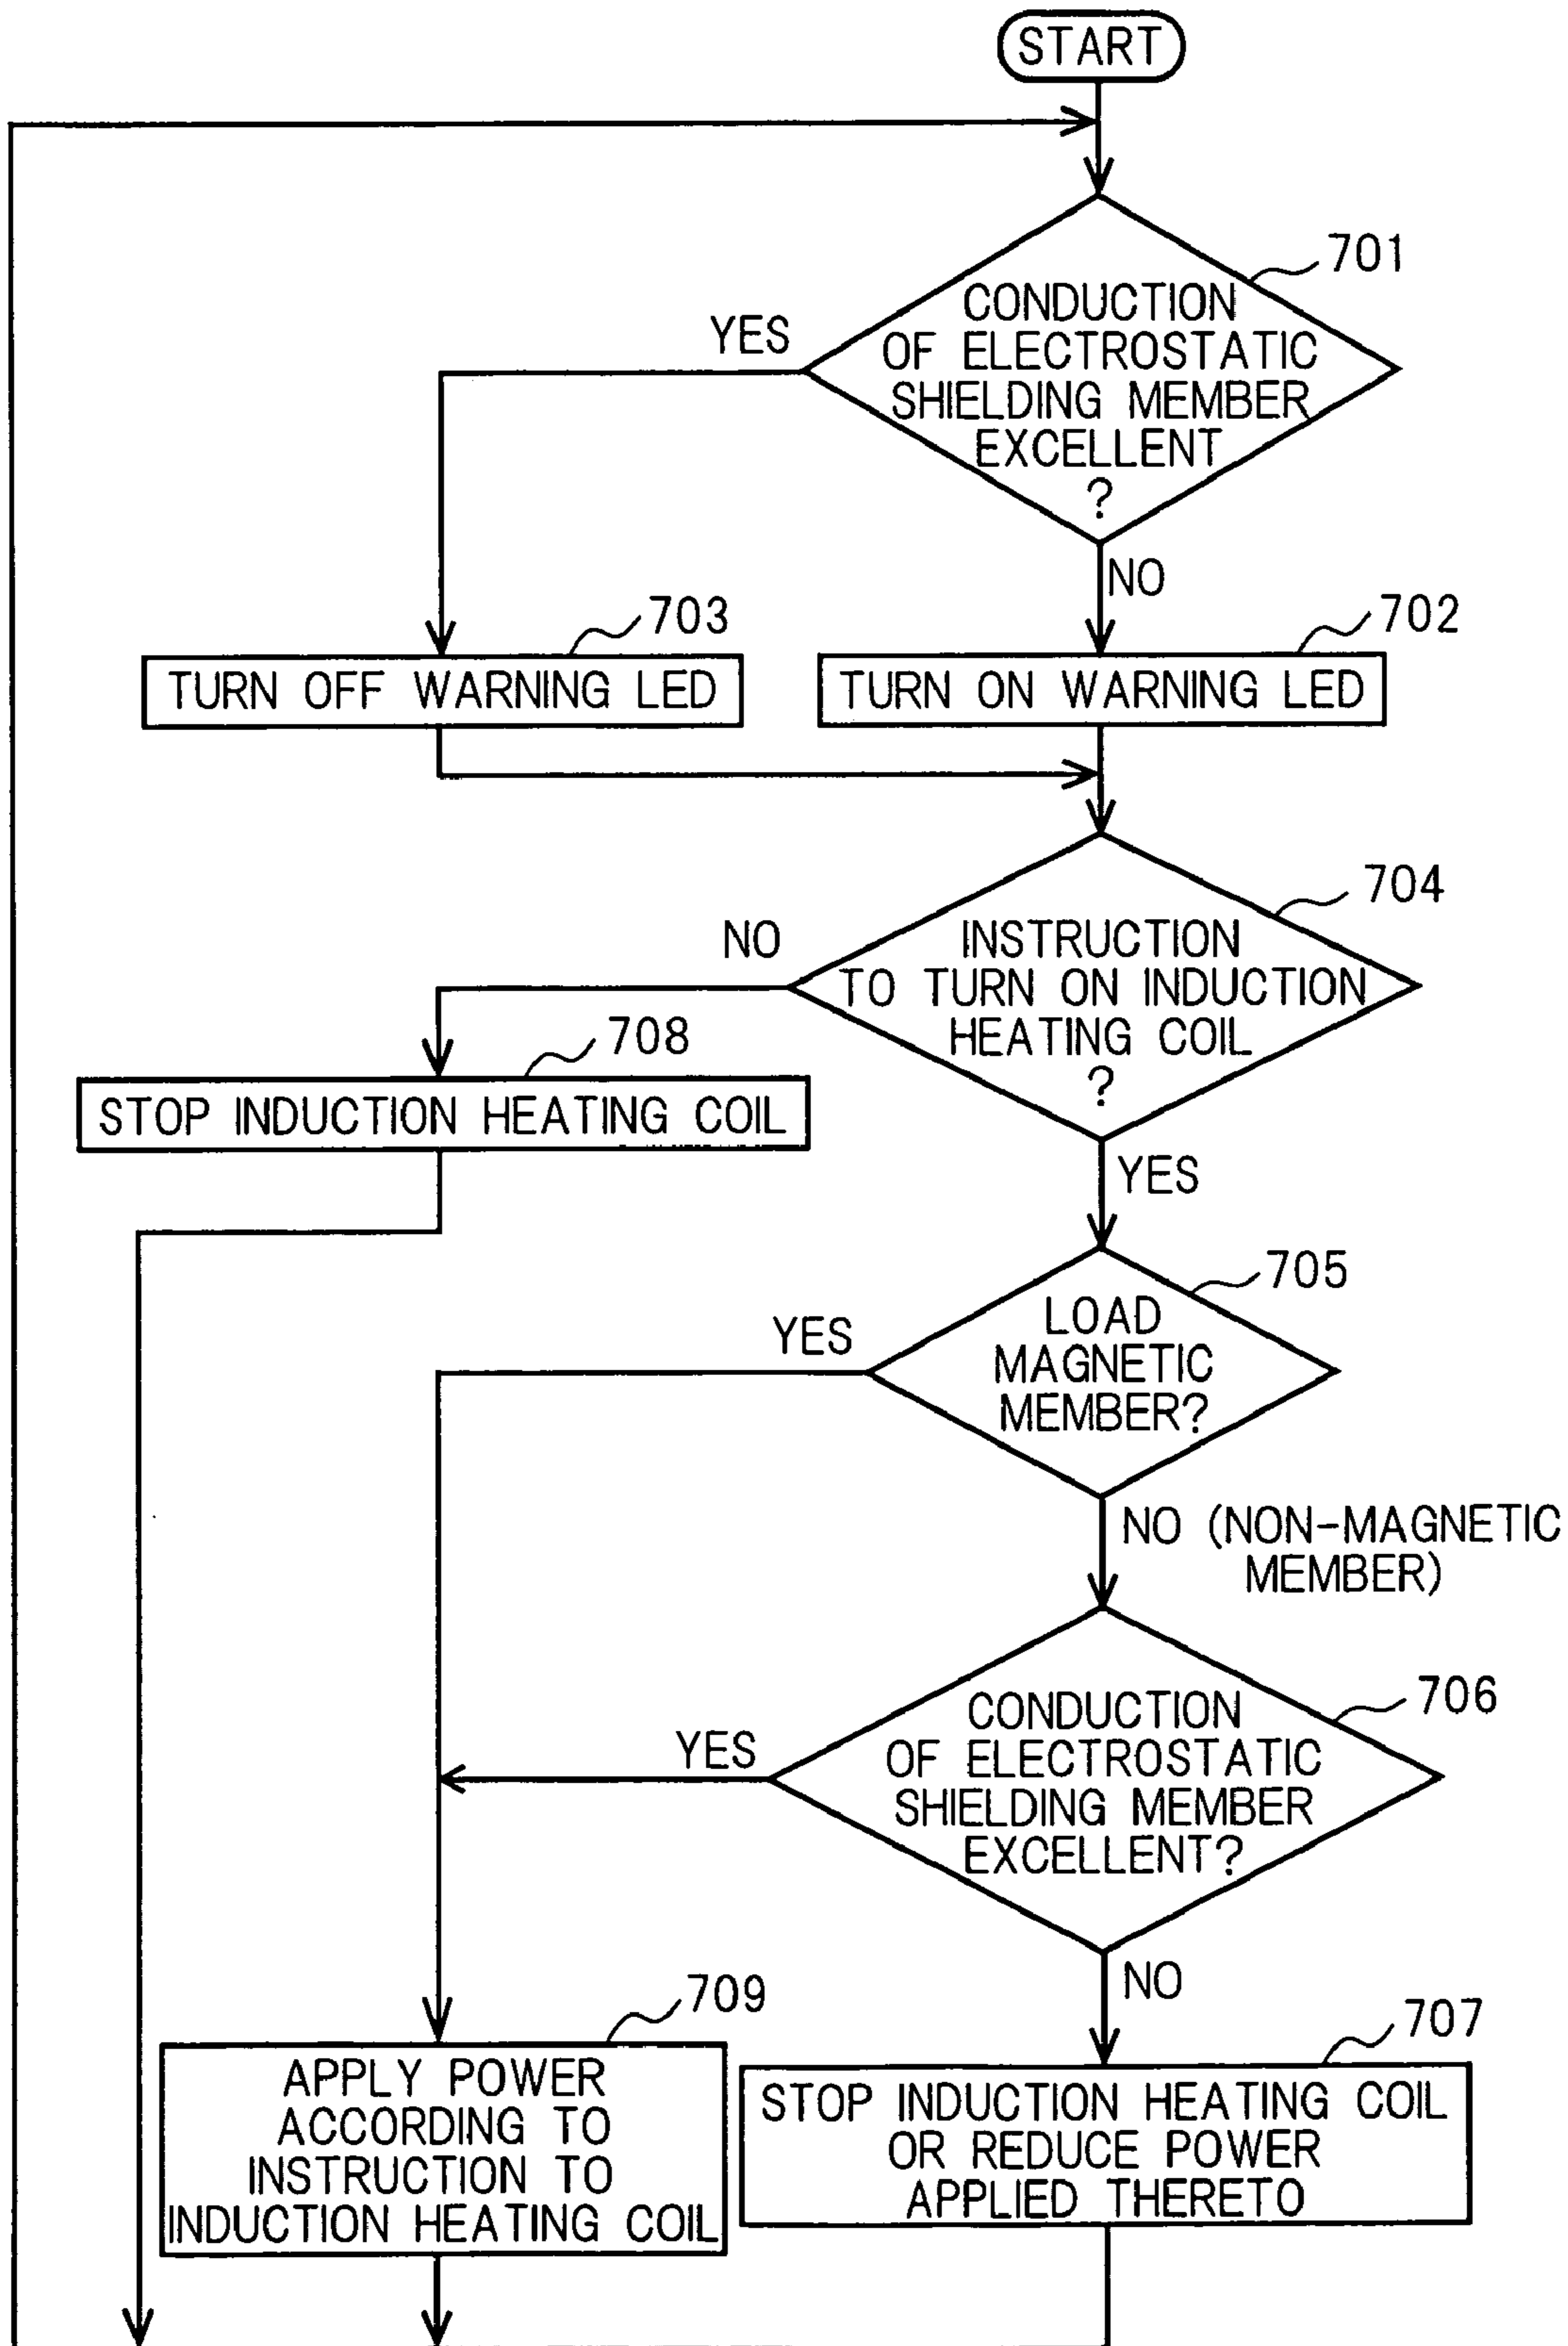 START
701
CONDUCTION
OF ELECTROSTATIC
SHIELDING MEMBER
EXCELLENT
?
YES
NO
703
702
TURN OFF WARNING LED
TURN ON WARNING LED
704
INSTRUCTION
TO TURN ON INDUCTION
HEATING COIL
?
NO
708
STOP INDUCTION HEATING COIL
YES
705
LOAD
MAGNETIC
MEMBER?
YES
NO (NON-MAGNETIC
MEMBER)
706
CONDUCTION
OF ELECTROSTATIC
SHIELDING MEMBER
EXCELLENT?
YES
NO
709
707
APPLY POWER
ACCORDING TO
INSTRUCTION TO
INDUCTION HEATING COIL
STOP INDUCTION HEATING COIL
OR REDUCE POWER
APPLIED THERETO